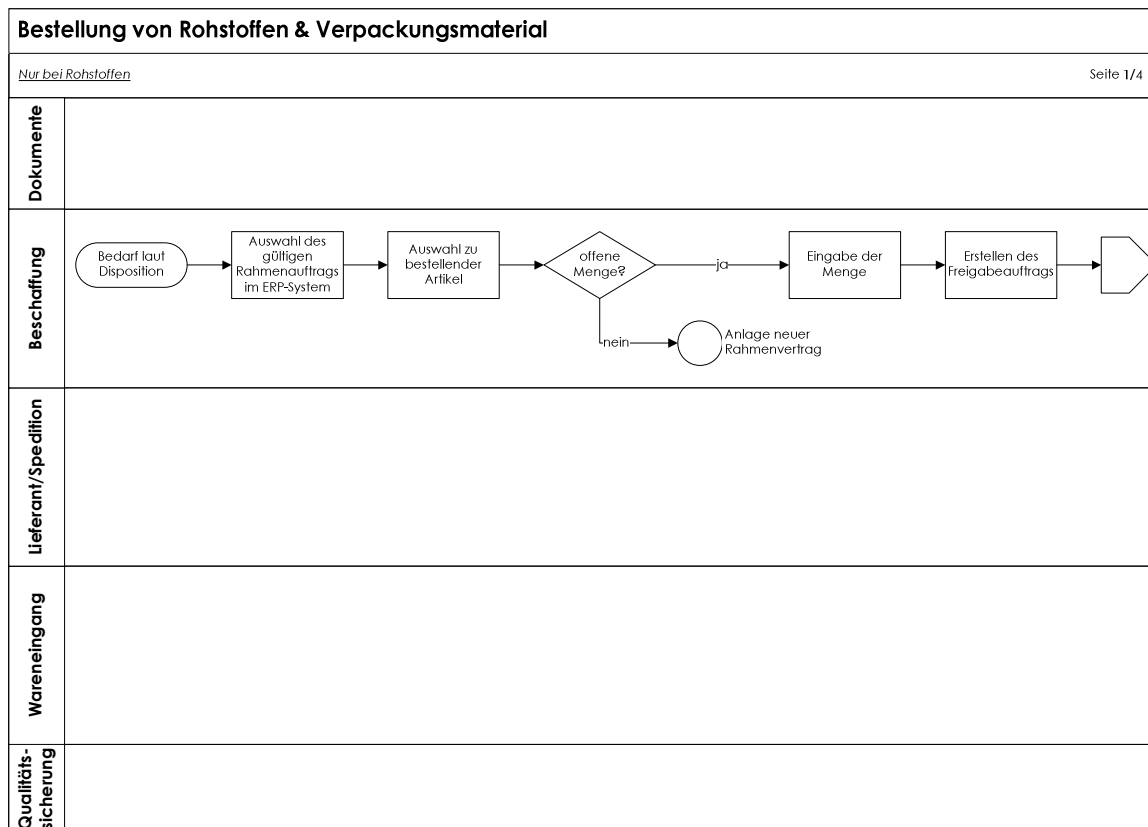 Bestellung von Rohstoffen & Verpackungsmaterial
Nur bei Rohstoffen
Seite 1/4
Dokumente
Beschaffung
Bedarf laut
Disposition
Auswahl des
gültigen
Rahmenauftrags
im ERP-System
Auswahl zu
bestellender
Artikel
offene
Menge?
ja
Eingabe der
Menge
Erstellen des
Freigabeauftrags
nein
Anlage neuer
Rahmenvertrag
Lieferant/Spedition
Wareneingang
Qualitäts-
sicherung